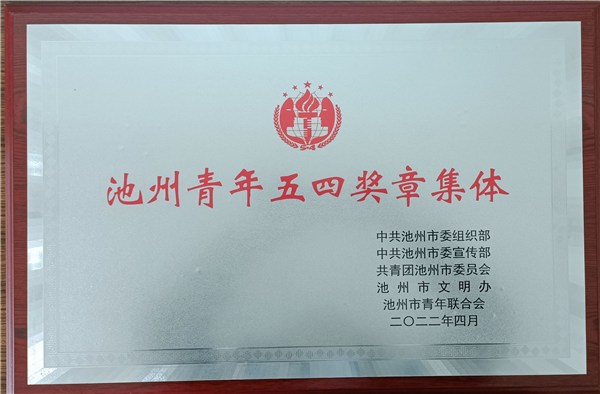 5-4
池州青年五四奖章集体
中共池州市委组织部
中共池州市委宣传部
共青团池州市委员会
池州市文明办
池州市青年联合会
二〇二二年四月